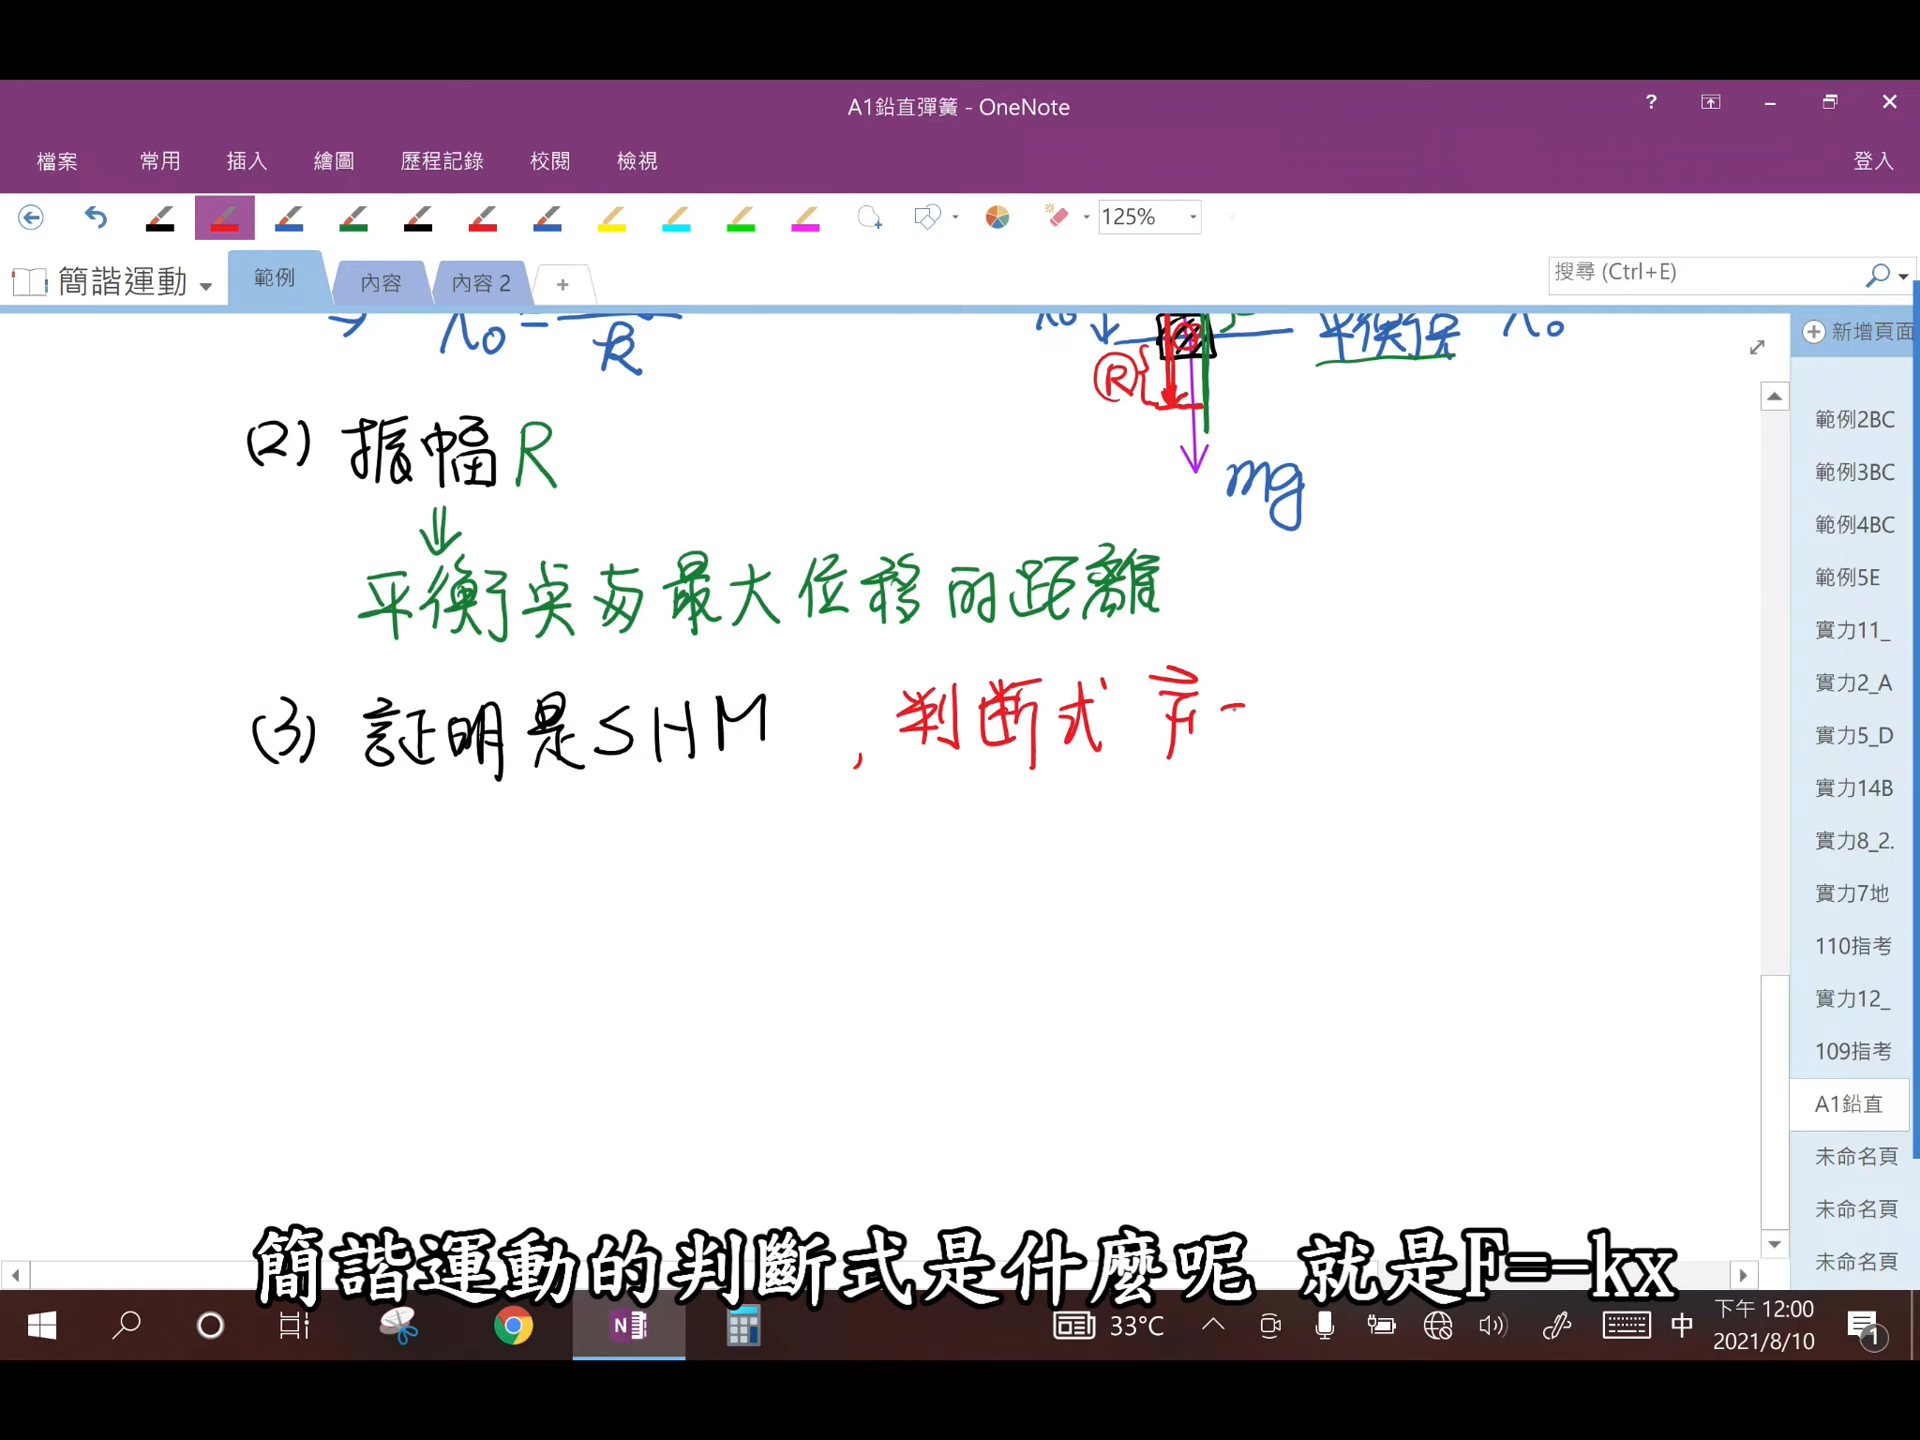 A1鉛直彈簧 - OneNote
?
檔案 常用 插入 繪圖 歷程記錄 校閱 檢視 登入
125%
簡諧運動 範例 內容 內容 2 + 搜尋 (Ctrl+E)
新增頁面
範例2BC
範例3BC
範例4BC
範例5E
實力11_
實力2_A
實力5_D
實力14B
實力8_2.
實力7地
110指考
實力12_
109指考
A1鉛直
未命名頁
未命名頁
未命名頁
R
mg
(2) 振幅 R
平衡點與最大位移的距離
(3) 証明是SHM , 判斷式 F
簡諧運動的判斷式是什麼呢 就是F=-kx
33°C 中 下午 12:00
2021/8/10
1